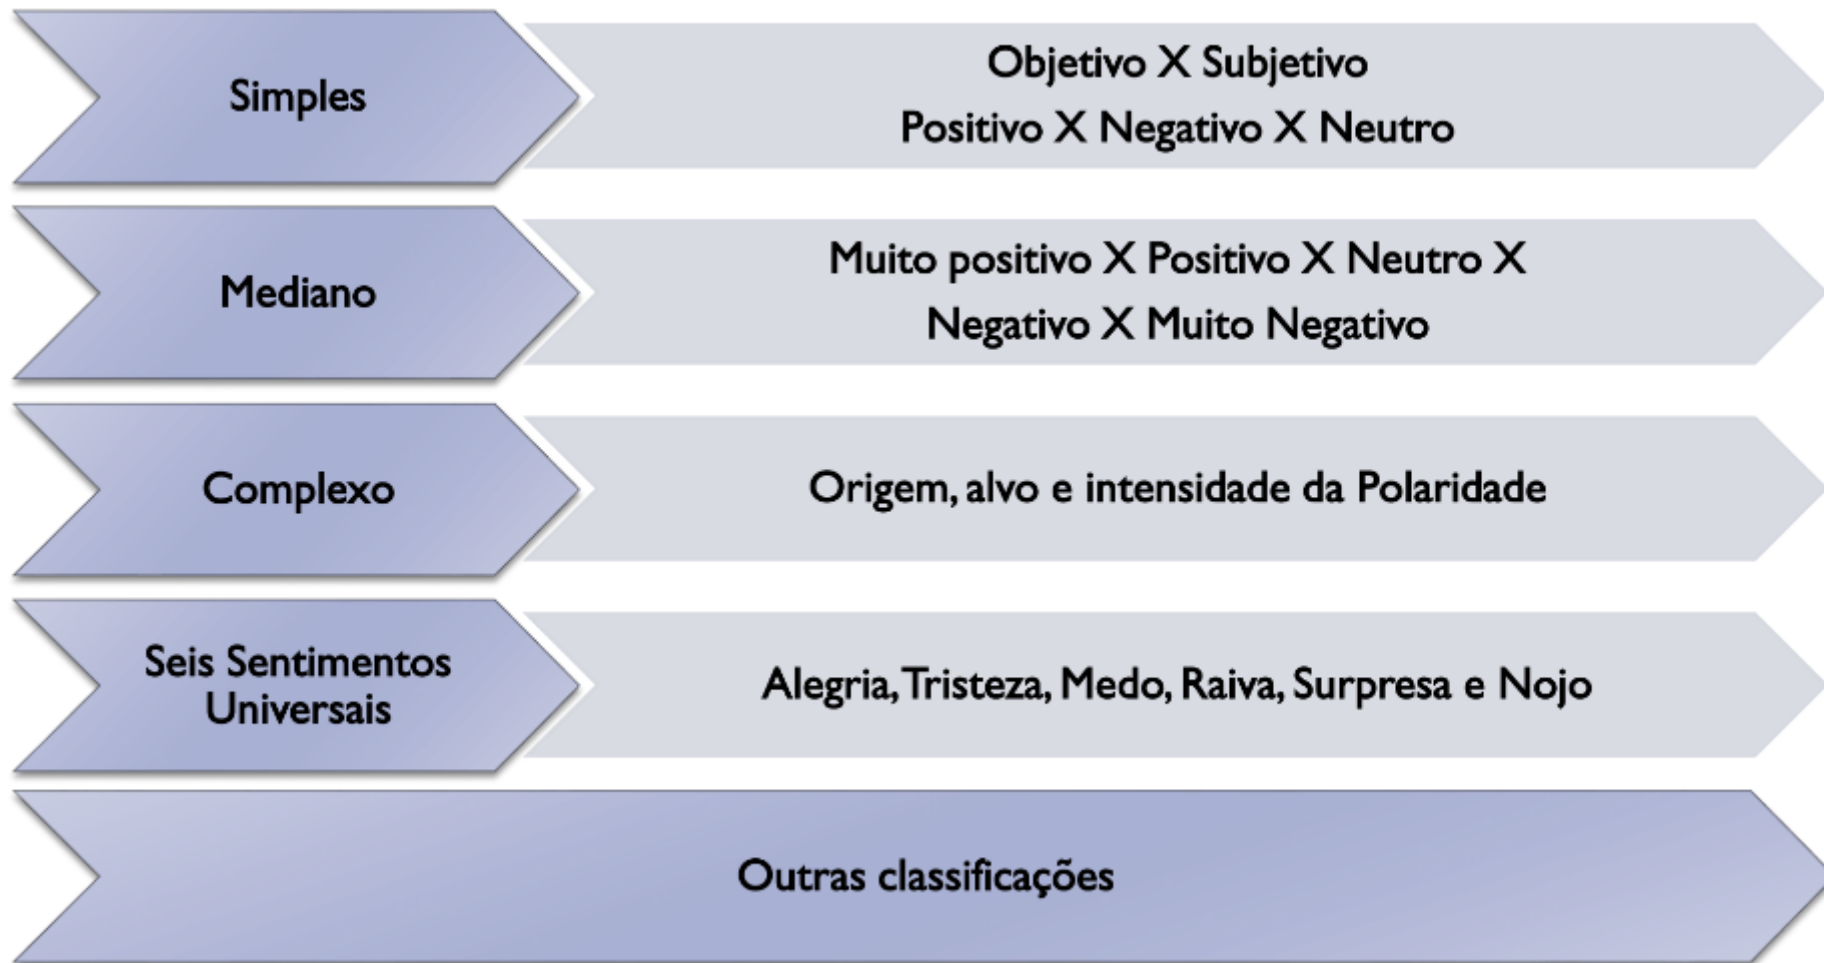 Simples
Objetivo X Subjetivo
Positivo X Negativo X Neutro
Mediano
Muito positivo X Positivo X Neutro X
Negativo X Muito Negativo
Complexo
Origem, alvo e intensidade da Polaridade
Seis Sentimentos
Universais
Alegria, Tristeza, Medo, Raiva, Surpresa e Nojo
Outras classificações